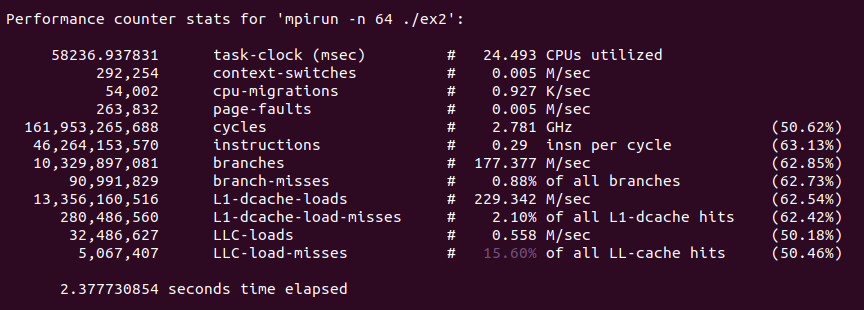 Performance counter stats for 'mpirun -n 64 ./ex2':
58236.937831 task-clock (msec) # 24.493 CPUs utilized
292,254 context-switches # 0.005 M/sec
54,002 cpu-migrations # 0.927 K/sec
263,832 page-faults # 0.005 M/sec
161,953,265,688 cycles # 2.781 GHz (50.62%)
46,264,153,570 instructions # 0.29 insn per cycle (63.13%)
10,329,897,081 branches # 177.377 M/sec (62.85%)
90,991,829 branch-misses # 0.88% of all branches (62.73%)
13,356,160,516 L1-dcache-loads # 229.342 M/sec (62.54%)
280,486,560 L1-dcache-load-misses # 2.10% of all L1-dcache hits (62.42%)
32,486,627 LLC-loads # 0.558 M/sec (50.18%)
5,067,407 LLC-load-misses # 15.60% of all LL-cache hits (50.46%)
2.377730854 seconds time elapsed